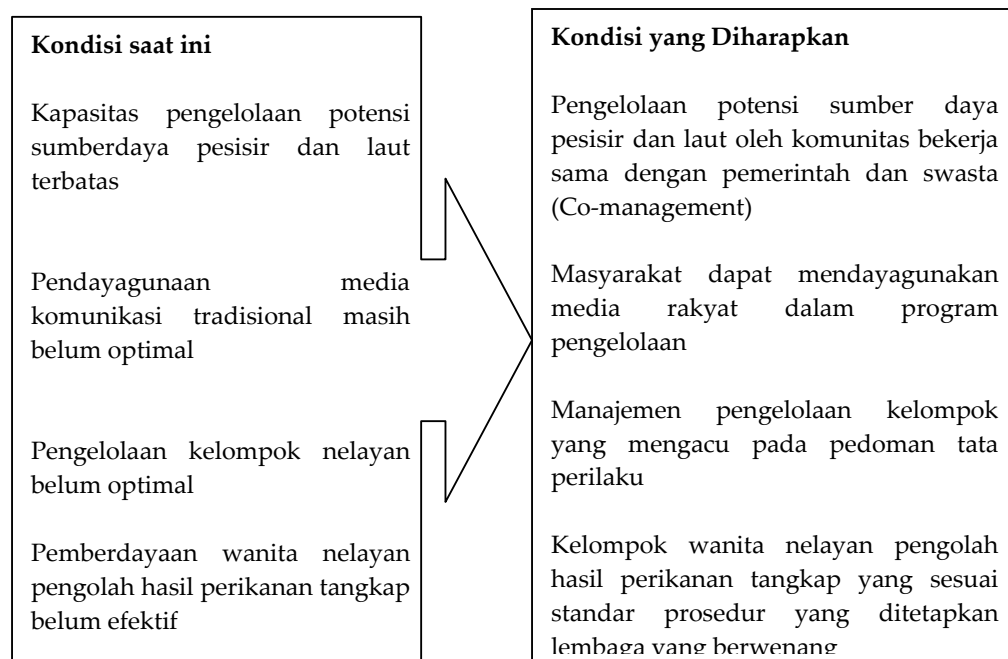 Kondisi saat ini
Kapasitas pengelolaan potensi
sumberdaya pesisir dan laut
terbatas
Pendayagunaan media
komunikasi tradisional masih
belum optimal
Pengelolaan kelompok nelayan
belum optimal
Pemberdayaan wanita nelayan
pengolah hasil perikanan tangkap
belum efektif
Kondisi yang Diharapkan
Pengelolaan potensi sumber daya
pesisir dan laut oleh komunitas bekerja
sama dengan pemerintah dan swasta
(Co-management)
Masyarakat dapat mendayagunakan
media rakyat dalam program
pengelolaan
Manajemen pengelolaan kelompok
yang mengacu pada pedoman tata
perilaku
Kelompok wanita nelayan pengolah
hasil perikanan tangkap yang sesuai
standar prosedur yang ditetapkan
lembaga yang berwenang